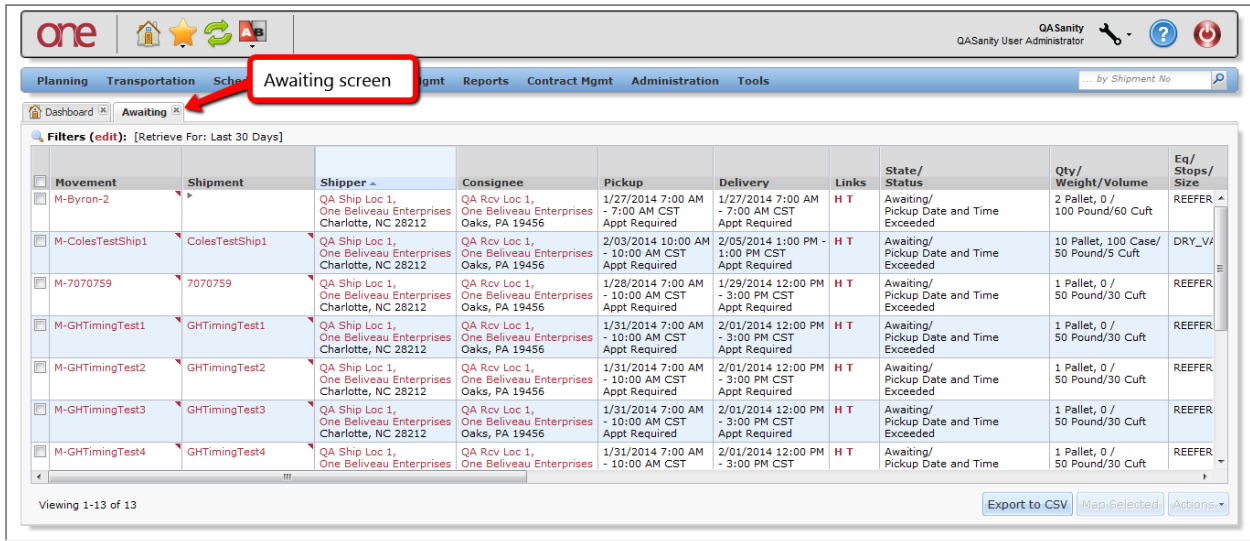 one
AB
QASanity
QASanity User Administrator
?
Planning Transportation Sche Mgmt Reports Contract Mgmt Administration Tools ... by Shipment No
Awaiting screen
Dashboard Awaiting
Filters (edit): [Retrieve For: Last 30 Days]
Movement Shipment Shipper Consignee Pickup Delivery Links State/ Status Qty/ Weight/Volume Eq/ Stops/ Size
M-Byron-2 QA Ship Loc 1, QA Rcv Loc 1, 1/27/2014 7:00 AM 1/27/2014 7:00 AM H T Awaiting/ 2 Pallet, 0 / REEFER
One Beliveau Enterprises One Beliveau Enterprises - 7:00 AM CST - 7:00 AM CST Pickup Date and Time 100 Pound/60 Cuft
Charlotte, NC 28212 Oaks, PA 19456 Appt Required Appt Required Exceeded
M-ColesTestShip1 ColesTestShip1 QA Ship Loc 1, QA Rcv Loc 1, 2/03/2014 10:00 AM 2/05/2014 1:00 PM - H T Awaiting/ 10 Pallet, 100 Case/ DRY_VA
One Beliveau Enterprises One Beliveau Enterprises - 10:00 AM CST 1:00 PM CST Pickup Date and Time 50 Pound/5 Cuft
Charlotte, NC 28212 Oaks, PA 19456 Appt Required Appt Required Exceeded
M-7070759 7070759 QA Ship Loc 1, QA Rcv Loc 1, 1/28/2014 7:00 AM 1/29/2014 12:00 PM H T Awaiting/ 1 Pallet, 0 / REEFER
One Beliveau Enterprises One Beliveau Enterprises - 10:00 AM CST - 3:00 PM CST Pickup Date and Time 50 Pound/30 Cuft
Charlotte, NC 28212 Oaks, PA 19456 Appt Required Appt Required Exceeded
M-GHTimingTest1 GHTimingTest1 QA Ship Loc 1, QA Rcv Loc 1, 1/31/2014 7:00 AM 2/01/2014 12:00 PM H T Awaiting/ 1 Pallet, 0 / REEFER
One Beliveau Enterprises One Beliveau Enterprises - 10:00 AM CST - 3:00 PM CST Pickup Date and Time 50 Pound/30 Cuft
Charlotte, NC 28212 Oaks, PA 19456 Appt Required Appt Required Exceeded
M-GHTimingTest2 GHTimingTest2 QA Ship Loc 1, QA Rcv Loc 1, 1/31/2014 7:00 AM 2/01/2014 12:00 PM H T Awaiting/ 1 Pallet, 0 / REEFER
One Beliveau Enterprises One Beliveau Enterprises - 10:00 AM CST - 3:00 PM CST Pickup Date and Time 50 Pound/30 Cuft
Charlotte, NC 28212 Oaks, PA 19456 Appt Required Appt Required Exceeded
M-GHTimingTest3 GHTimingTest3 QA Ship Loc 1, QA Rcv Loc 1, 1/31/2014 7:00 AM 2/01/2014 12:00 PM H T Awaiting/ 1 Pallet, 0 / REEFER
One Beliveau Enterprises One Beliveau Enterprises - 10:00 AM CST - 3:00 PM CST Pickup Date and Time 50 Pound/30 Cuft
Charlotte, NC 28212 Oaks, PA 19456 Appt Required Appt Required Exceeded
M-GHTimingTest4 GHTimingTest4 QA Ship Loc 1, QA Rcv Loc 1, 1/31/2014 7:00 AM 2/01/2014 12:00 PM H T Awaiting/ 1 Pallet, 0 / REEFER
One Beliveau Enterprises One Beliveau Enterprises - 10:00 AM CST - 3:00 PM CST Pickup Date and Time 50 Pound/30 Cuft
Viewing 1-13 of 13 Export to CSV Map Selected Actions